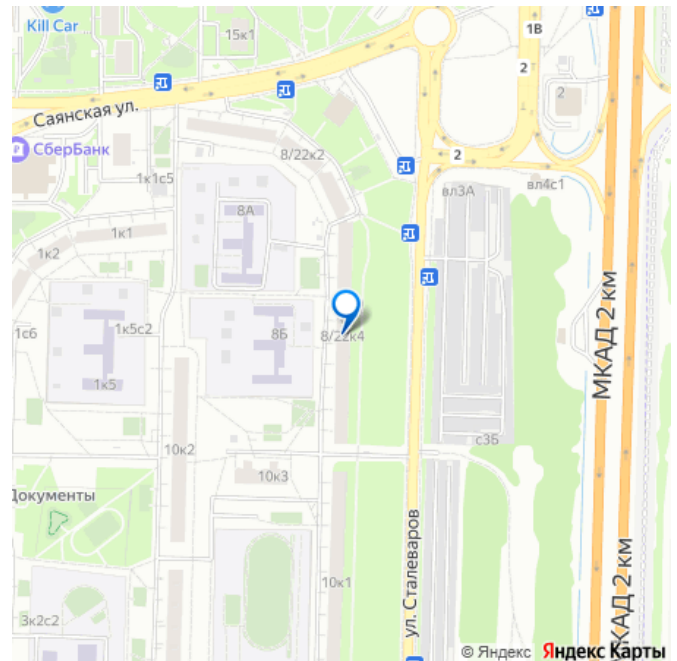 Kill Car
15к1
1В
2
2
Саянская ул.
СберБанк
8/22к2
2
1к1с5
вл3А
вл4с1
8А
1к1
1к2
МКАД 2 км
1с6
1к5с2
8Б
8/22к4
1к5
с3Б
10к2
10к3
Документы
ул. Сталеваров
10к1
КАД 2 км
3к2с2
© Яндекс Яндекс Карты